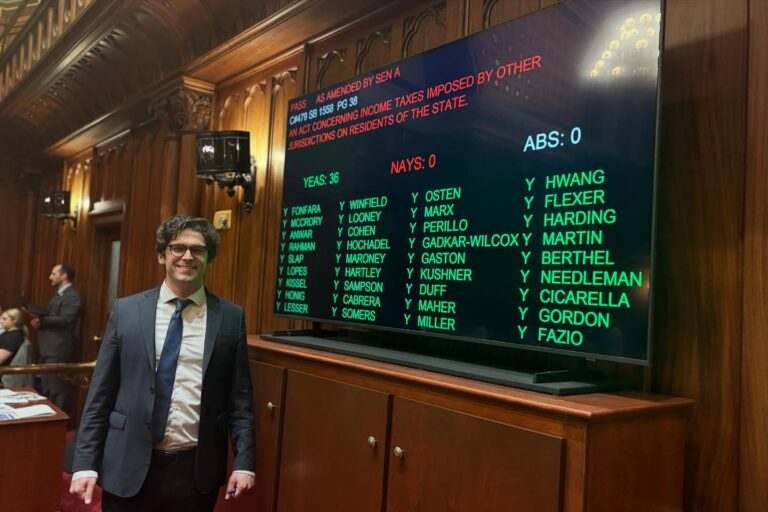 PASS AS AMENDED BY SEN A
C#479 SB 1558 PG 38
AN ACT CONCERNING INCOME TAXES IMPOSED BY OTHER
JURISDICTIONS ON RESIDENTS OF THE STATE.
YEAS: 36 NAYS: 0 ABS: 0
Y FONFARA Y WINFIELD Y OSTEN Y HWANG
Y MCCRORY Y LOONEY Y MARX Y FLEXER
Y ANWAR Y COHEN Y PERILLO Y HARDING
Y RAHMAN Y HOCHADEL Y GADKAR-WILCOX Y MARTIN
Y SLAP Y MARONEY Y GASTON Y BERTHEL
Y LOPES Y HARTLEY Y KUSHNER Y NEEDLEMAN
Y KISSEL Y SAMPSON Y DUFF Y CICARELLA
Y HONIG Y CABRERA Y MAHER Y GORDON
Y LESSER Y SOMERS Y MILLER Y FAZIO